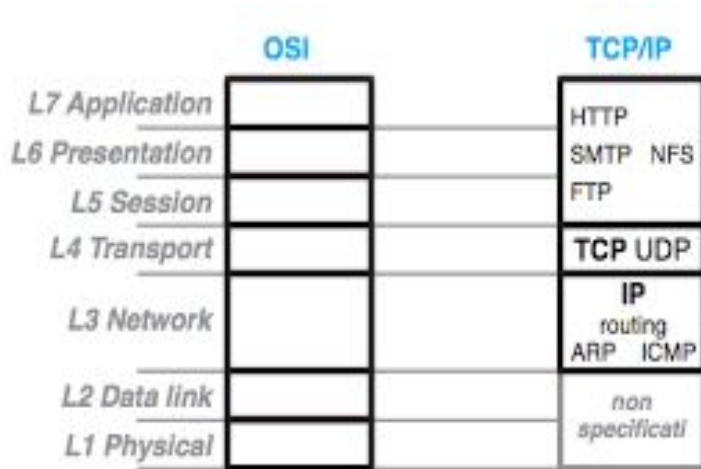 OSI TCP/IP
L7 Application
HTTP
L6 Presentation
SMTP NFS
L5 Session
FTP
L4 Transport
TCP UDP
L3 Network
IP
routing
ARP ICMP
L2 Data link
non
specificati
L1 Physical